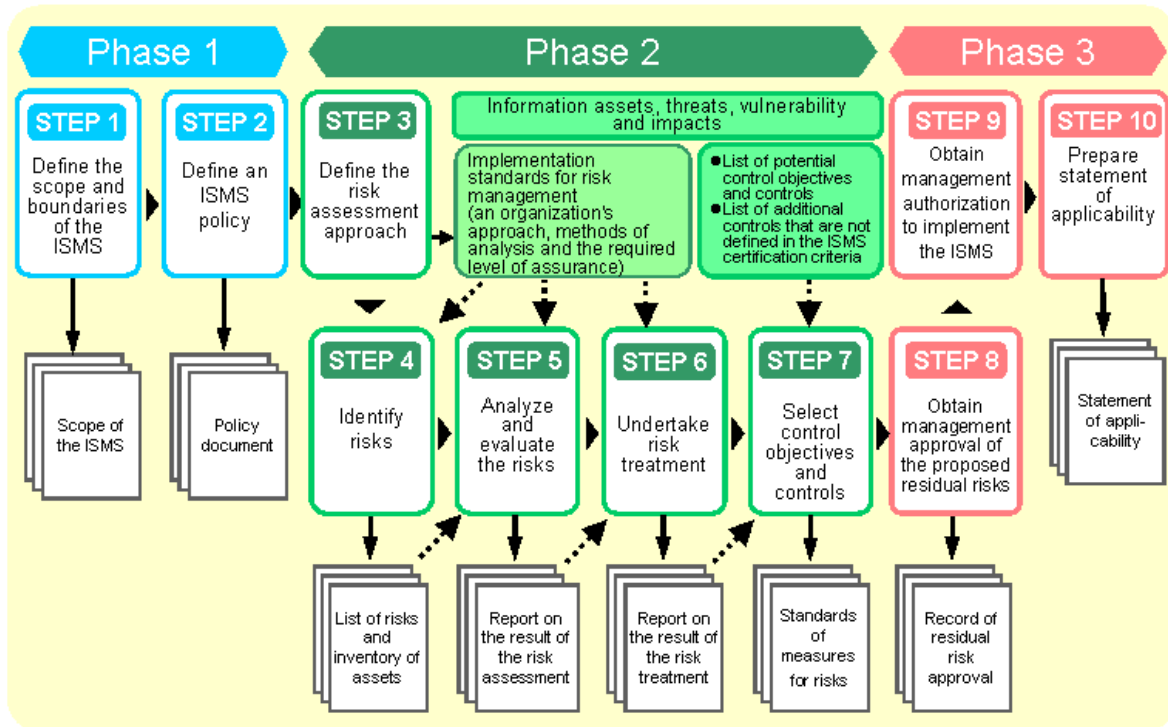 Phase 1
Phase 2
Phase 3
STEP 1
Define the
scope and
boundaries
of the ISMS
STEP 2
Define an
ISMS
policy
STEP 3
Define the
risk
assessment
approach
Information assets, threats, vulnerability
and impacts
Implementation
standards for risk
management
(an organization's
approach, methods of
analysis and the required
level of assurance)
●List of potential
control objectives
and controls
●List of additional
controls that are not
defined in the ISMS
certification criteria
STEP 9
Obtain
management
authorization
to implement
the ISMS
STEP 10
Prepare
statement
of
applicability
STEP 4
Identify
risks
STEP 5
Analyze
and
evaluate
the risks
STEP 6
Undertake
risk
treatment
STEP 7
Select
control
objectives
and
controls
STEP 8
Obtain
management
approval of
the proposed
residual risks
Scope of
the ISMS
Policy
document
Statement
of appli-
cability
List of risks
and
inventory of
assets
Report on
the result of
the risk
assessment
Report on
the result of
the risk
treatment
Standards
of
measures
for risks
Record of
residual
risk
approval